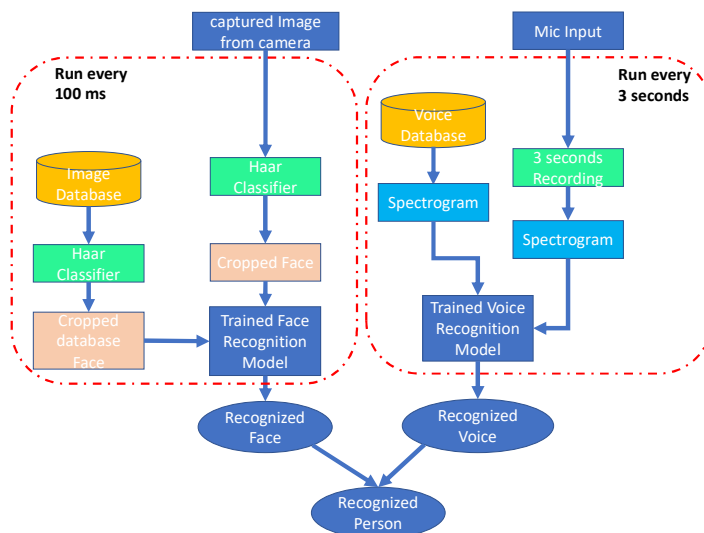 captured Image
from camera
Mic Input
Run every
100 ms
Run every
3 seconds
Voice
Database
Image
Database
Haar
Classifier
3 seconds
Recording
Spectrogram
Haar
Classifier
Cropped Face
Spectrogram
Cropped
database
Face
Trained Face
Recognition
Model
Trained Voice
Recognition
Model
Recognized
Face
Recognized
Voice
Recognized
Person